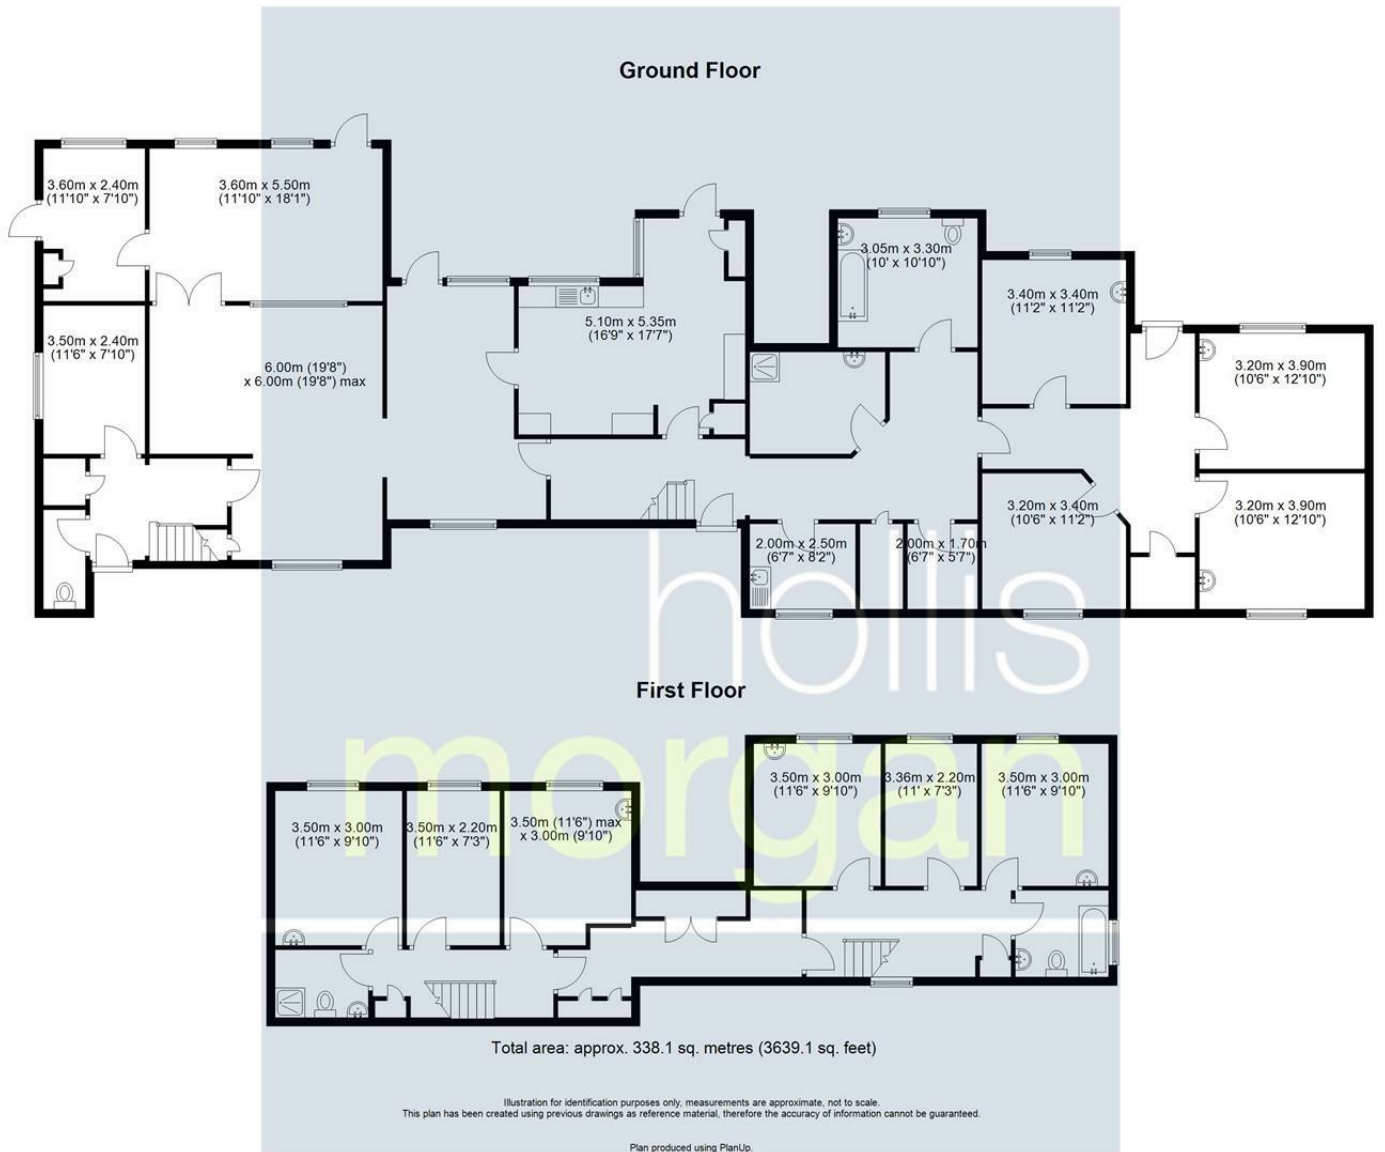 Ground Floor
3.60m x 2.40m
(11'10" x 7'10")
3.60m x 5.50m
(11'10" x 18'1")
3.50m x 2.40m
(11'6" x 7'10")
6.00m (19'8")
x 6.00m (19'8") max
5.10m x 5.35m
(16'9" x 17'7")
3.05m x 3.30m
(10' x 10'10")
3.40m x 3.40m
(11'2" x 11'2")
3.20m x 3.90m
(10'6" x 12'10")
3.20m x 3.40m
(10'6" x 11'2")
3.20m x 3.90m
(10'6" x 12'10")
2.00m x 2.50m
(6'7" x 8'2")
2.00m x 1.70m
(6'7" x 5'7")
hollis
morgan
First Floor
3.50m x 3.00m
(11'6" x 9'10")
3.50m x 2.20m
(11'6" x 7'3")
3.50m (11'6") max
x 3.00m (9'10")
3.50m x 3.00m
(11'6" x 9'10")
3.36m x 2.20m
(11' x 7'3")
3.50m x 3.00m
(11'6" x 9'10")
Total area: approx. 338.1 sq. metres (3639.1 sq. feet)
Illustration for identification purposes only, measurements are approximate, not to scale.
This plan has been created using previous drawings as reference material, therefore the accuracy of information cannot be guaranteed.
Plan produced using PlanUp.